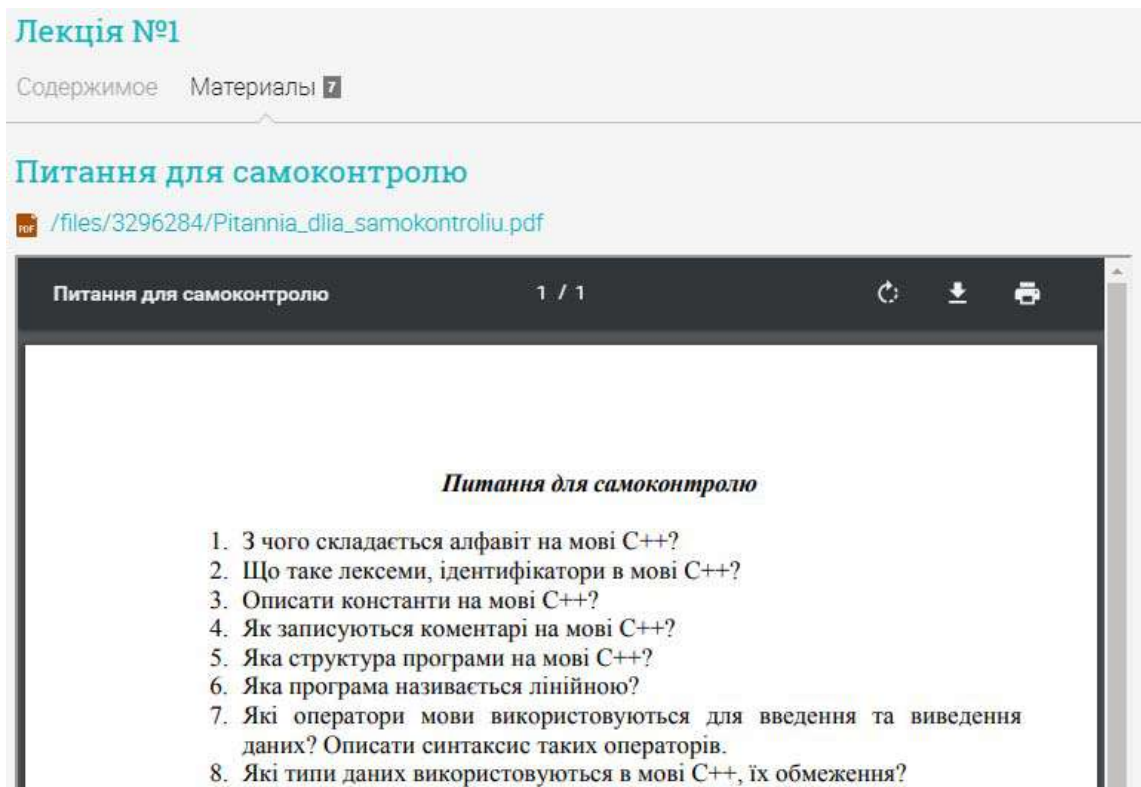 Лекція №1
Содержимое Материалы 7
Питання для самоконтролю
PDF /files/3296284/Pitannia_dlia_samokontroliu.pdf
Питання для самоконтролю 1 / 1
Питання для самоконтролю
1. З чого складається алфавіт на мові С++?
2. Що таке лексеми, ідентифікатори в мові С++?
3. Описати константи на мові С++?
4. Як записуються коментарі на мові С++?
5. Яка структура програми на мові С++?
6. Яка програма називається лінійною?
7. Які оператори мови використовуються для введення та виведення
даних? Описати синтаксис таких операторів.
8. Які типи даних використовуються в мові С++, їх обмеження?